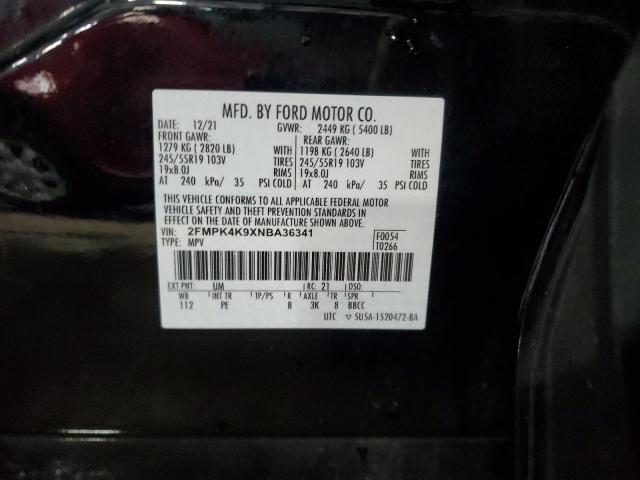 MFD. BY FORD MOTOR CO.
DATE: 12/21 GVWR: 2449 KG ( 5400 LB)
FRONT GAWR: REAR GAWR:
1279 KG ( 2820 LB) WITH 1198 KG ( 2640 LB) WITH
245/55R19 103V TIRES 245/55R19 103V TIRES
19x8.0J RIMS 19x8.0J RIMS
AT 240 kPa/ 35 PSI COLD AT 240 kPa/ 35 PSI COLD
THIS VEHICLE CONFORMS TO ALL APPLICABLE FEDERAL MOTOR
VEHICLE SAFETY AND THEFT PREVENTION STANDARDS IN
EFFECT ON THE DATE OF MANUFACTURE SHOWN ABOVE.
VIN: 2FMPK4K9XNBA36341 F0054
TYPE: MPV T0266
EXT PNT: UM RC: 21 DSO:
WB INT TR TP/PS R AXLE TR SPR
112 PE 8 3K 8 BBCC
UTC 5U5A-1520472-BA